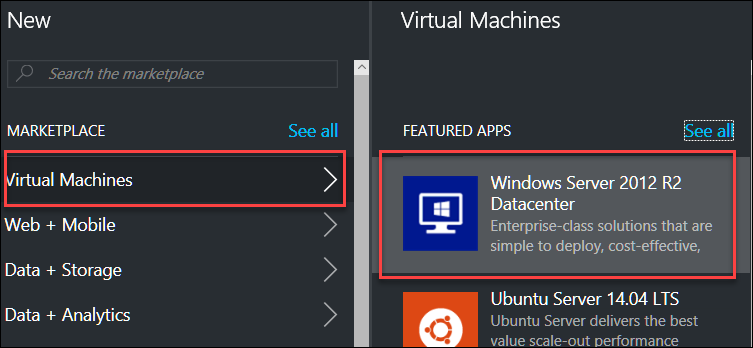 New
Search the marketplace
MARKETPLACE See all
Virtual Machines
Web + Mobile
Data + Storage
Data + Analytics
Virtual Machines
FEATURED APPS See all
Windows Server 2012 R2
Datacenter
Enterprise-class solutions that are
simple to deploy, cost-effective,
Ubuntu Server 14.04 LTS
Ubuntu Server delivers the best
value scale-out performance